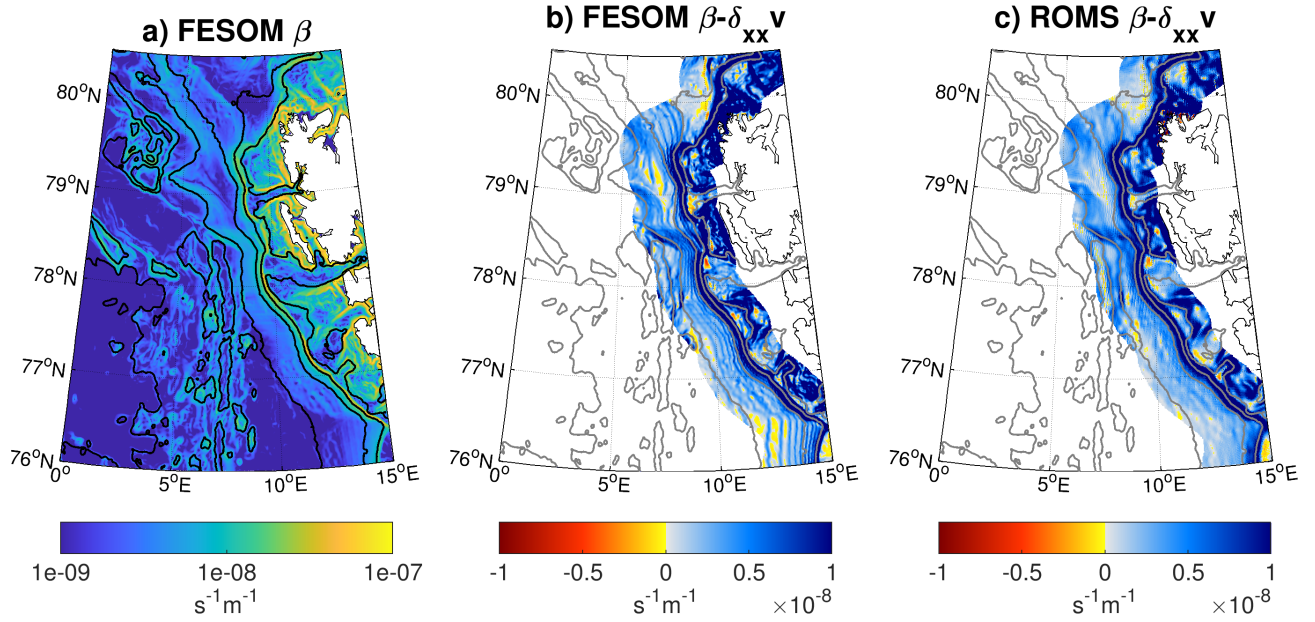 a) FESOM β
80°N
79°N
78°N
77°N
76°N
0
5°E
10°E
15°E
1e-09
1e-08
1e-07
s⁻¹m⁻¹
b) FESOM β-δxxv
80°N
79°N
78°N
77°N
76°N
0
5°E
10°E
15°E
-1
-0.5
0
0.5
1
s⁻¹m⁻¹
×10⁻⁸
c) ROMS β-δxxv
80°N
79°N
78°N
77°N
76°N
0
5°E
10°E
15°E
-1
-0.5
0
0.5
1
s⁻¹m⁻¹
×10⁻⁸